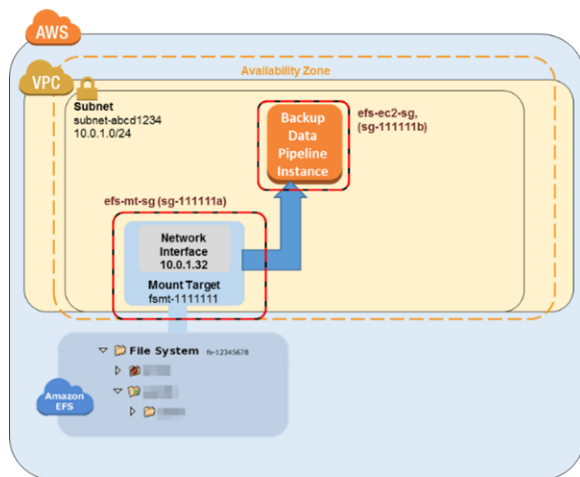 AWS
VPC
Availability Zone
Subnet
subnet-abcd1234
10.0.1.0/24
Backup
Data
Pipeline
Instance
efs-ec2-sg,
(sg-111111b)
efs-mt-sg (sg-111111a)
Network
Interface
10.0.1.32
Mount Target
fsmt-1111111
File System fs-12345678
Amazon
EFS